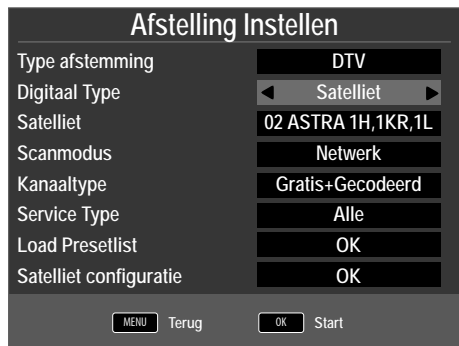 Afstelling Instellen
Type afstemming DTV
Digitaal Type Satelliet
Satelliet 02 ASTRA 1H,1KR,1L
Scanmodus Netwerk
Kanaaltype Gratis+Gecodeerd
Service Type Alle
Load Presetlist OK
Satelliet configuratie OK
MENU Terug OK Start